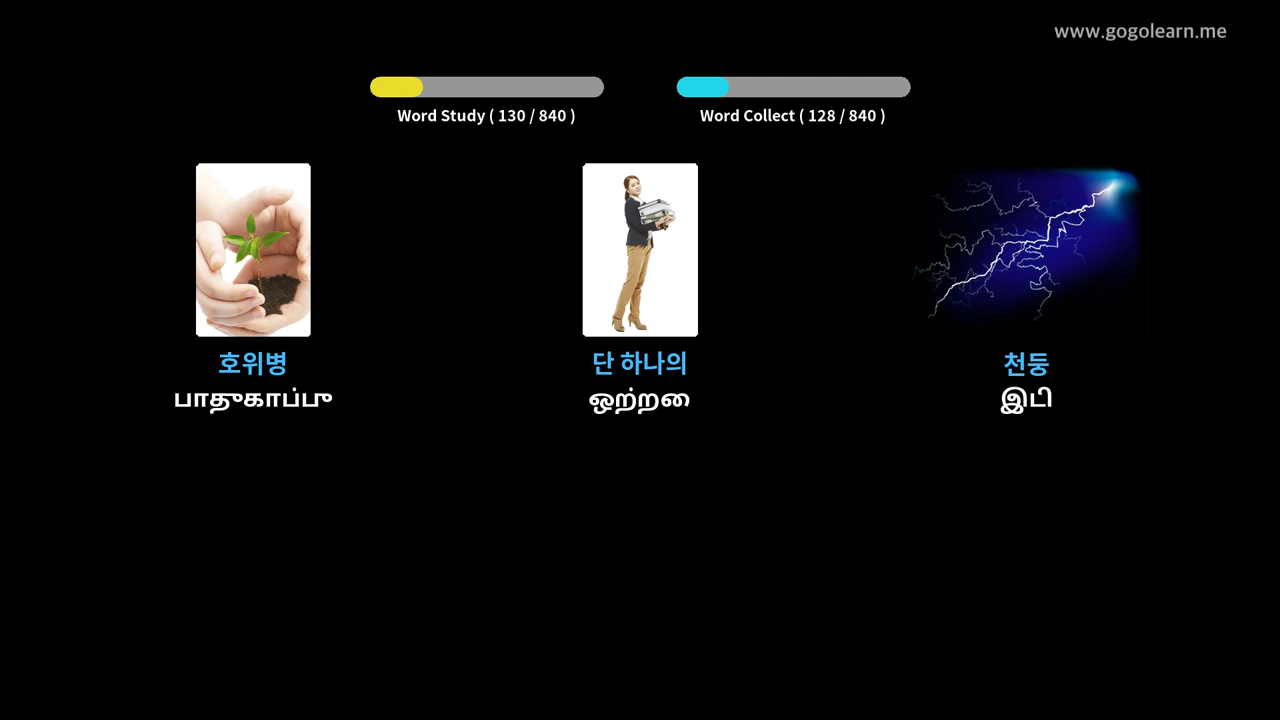 www.gogolearn.me
Word Study ( 130 / 840 )
Word Collect ( 128 / 840 )
호위병
பாதுகாப்பு
단 하나의
ஒற்றை
천둥
இடி